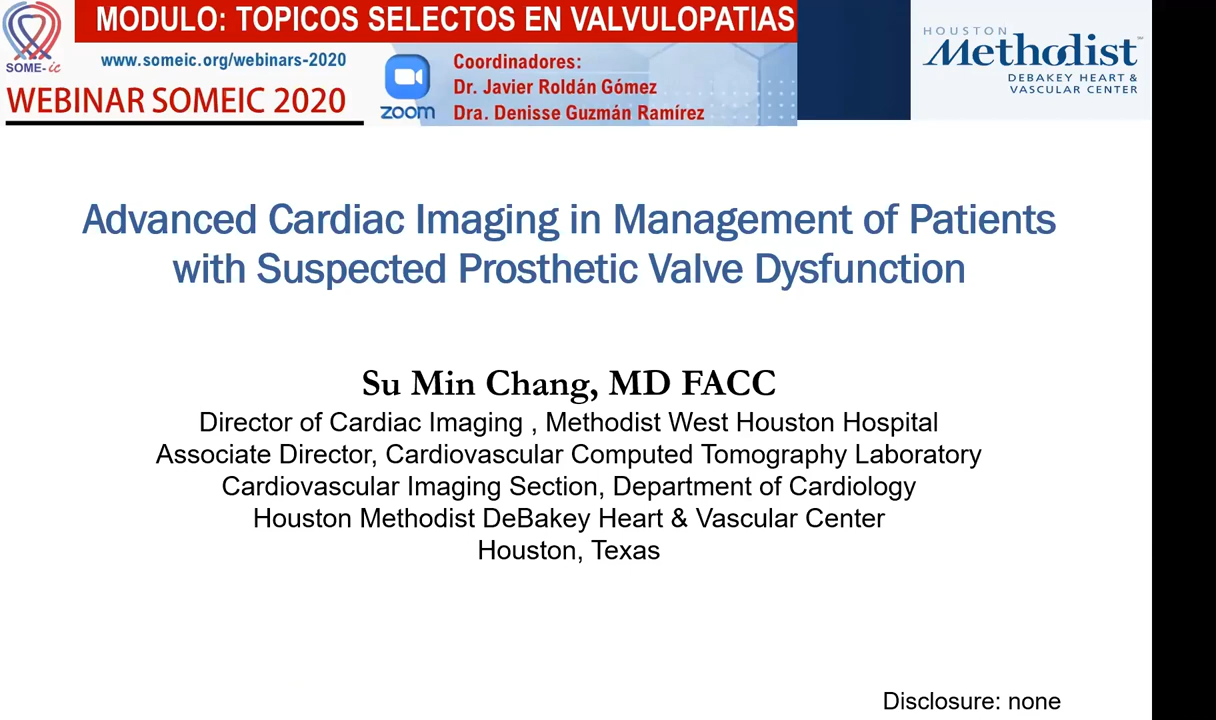 MODULO: TOPICOS SELECTOS EN VALVULOPATIAS
SOME-ic
www.someic.org/webinars-2020
WEBINAR SOMEIC 2020
zoom
Coordinadores:
Dr. Javier Roldán Gómez
Dra. Denisse Guzmán Ramírez
HOUSTON
Methodist
DEBAKEY HEART &
VASCULAR CENTER
Advanced Cardiac Imaging in Management of Patients
with Suspected Prosthetic Valve Dysfunction
Su Min Chang, MD FACC
Director of Cardiac Imaging , Methodist West Houston Hospital
Associate Director, Cardiovascular Computed Tomography Laboratory
Cardiovascular Imaging Section, Department of Cardiology
Houston Methodist DeBakey Heart & Vascular Center
Houston, Texas
Disclosure: none